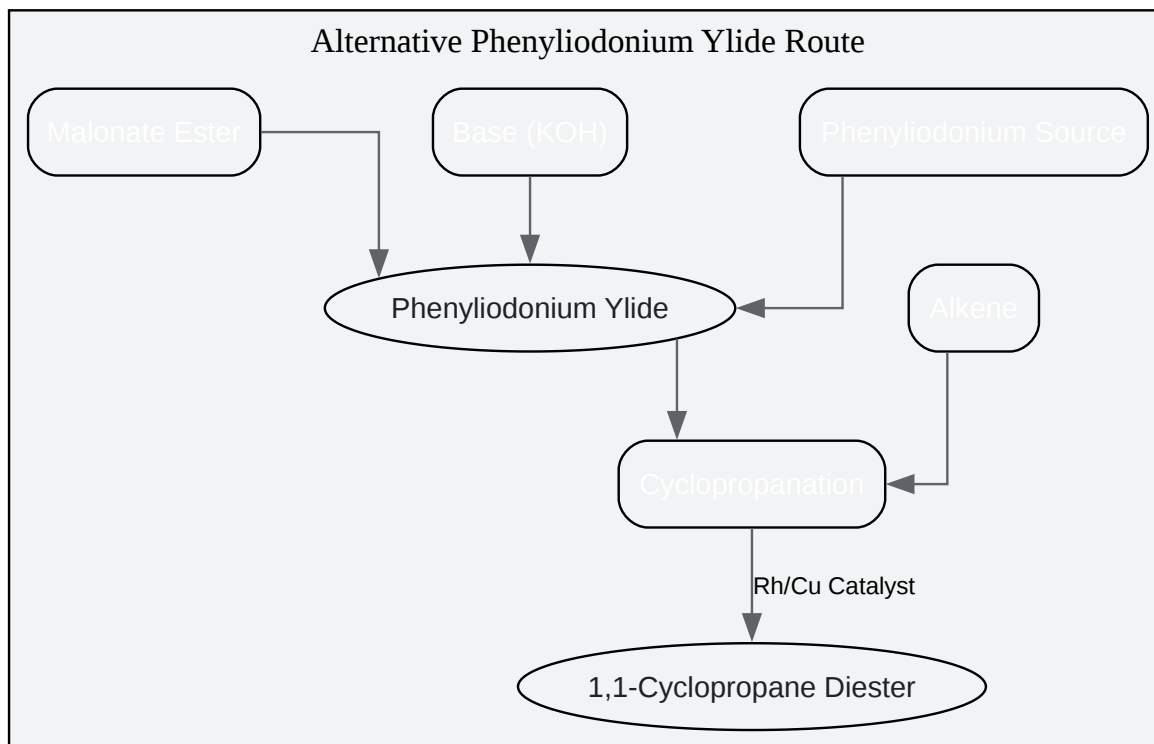 Alternative Phenyliodonium Ylide Route
Malonate Ester
Base (KOH)
Phenyliodonium Source
Phenyliodonium Ylide
Alkene
Cyclopropanation
Rh/Cu Catalyst
1,1-Cyclopropane Diester